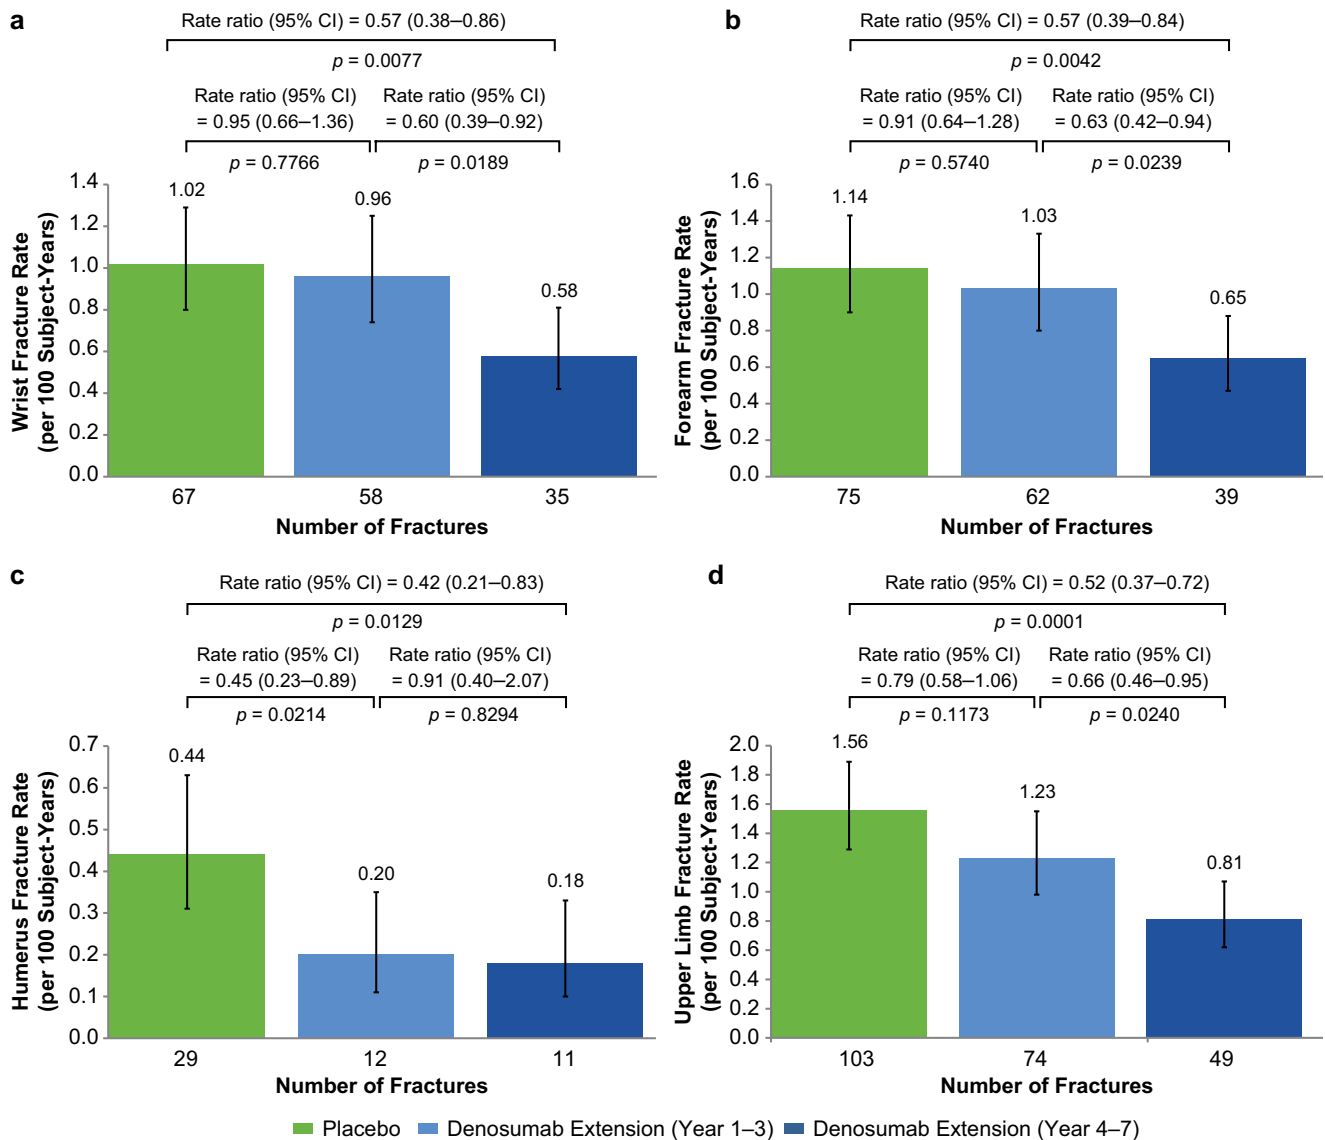 a
Rate ratio (95% CI) = 0.57 (0.38–0.86)
p = 0.0077
Rate ratio (95% CI)
= 0.95 (0.66–1.36)
p = 0.7766
Rate ratio (95% CI)
= 0.60 (0.39–0.92)
p = 0.0189
Wrist Fracture Rate
(per 100 Subject-Years)
1.4
1.2
1.0
0.8
0.6
0.4
0.2
0.0
1.02
0.96
0.58
67
58
35
Number of Fractures
b
Rate ratio (95% CI) = 0.57 (0.39–0.84)
p = 0.0042
Rate ratio (95% CI)
= 0.91 (0.64–1.28)
p = 0.5740
Rate ratio (95% CI)
= 0.63 (0.42–0.94)
p = 0.0239
Forearm Fracture Rate
(per 100 Subject-Years)
1.6
1.4
1.2
1.0
0.8
0.6
0.4
0.2
0.0
1.14
1.03
0.65
75
62
39
Number of Fractures
c
Rate ratio (95% CI) = 0.42 (0.21–0.83)
p = 0.0129
Rate ratio (95% CI)
= 0.45 (0.23–0.89)
p = 0.0214
Rate ratio (95% CI)
= 0.91 (0.40–2.07)
p = 0.8294
Humerus Fracture Rate
(per 100 Subject-Years)
0.7
0.6
0.5
0.4
0.3
0.2
0.1
0.0
0.44
0.20
0.18
29
12
11
Number of Fractures
d
Rate ratio (95% CI) = 0.52 (0.37–0.72)
p = 0.0001
Rate ratio (95% CI)
= 0.79 (0.58–1.06)
p = 0.1173
Rate ratio (95% CI)
= 0.66 (0.46–0.95)
p = 0.0240
Upper Limb Fracture Rate
(per 100 Subject-Years)
2.0
1.8
1.6
1.4
1.2
1.0
0.8
0.6
0.4
0.2
0.0
1.56
1.23
0.81
103
74
49
Number of Fractures
Placebo
Denosumab Extension (Year 1–3)
Denosumab Extension (Year 4–7)